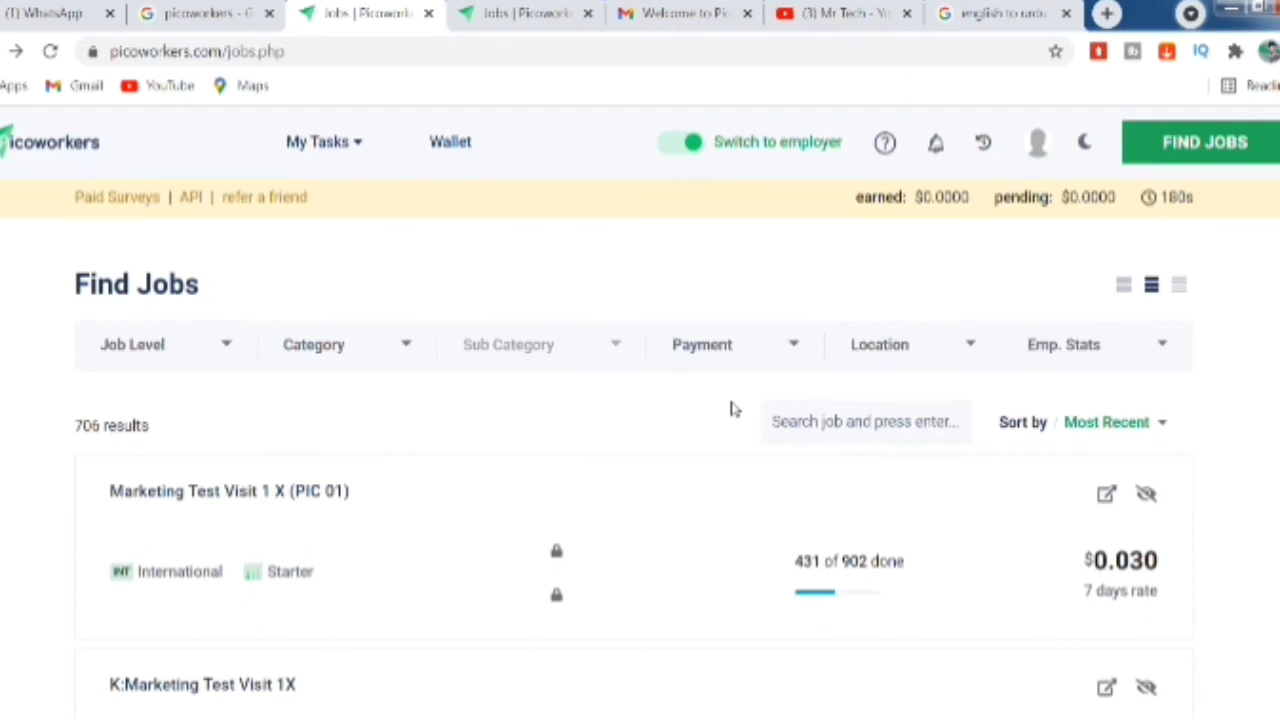 (1) WhatsApp
picoworkers - G
Jobs | Picowork
Jobs | Picowork
Welcome to Pic
(3) Mr Tech - Yo
english to urdu
picoworkers.com/jobs.php
IQ
Apps
Gmail
YouTube
Maps
Readi
icoworkers
My Tasks
Wallet
Switch to employer
FIND JOBS
Paid Surveys | API | refer a friend
earned: $0.0000
pending: $0.0000
180s
Find Jobs
Job Level
Category
Sub Category
Payment
Location
Emp. Stats
706 results
Search job and press enter...
Sort by / Most Recent
Marketing Test Visit 1 X (PIC 01)
INT International
Starter
431 of 902 done
$0.030
7 days rate
K:Marketing Test Visit 1X